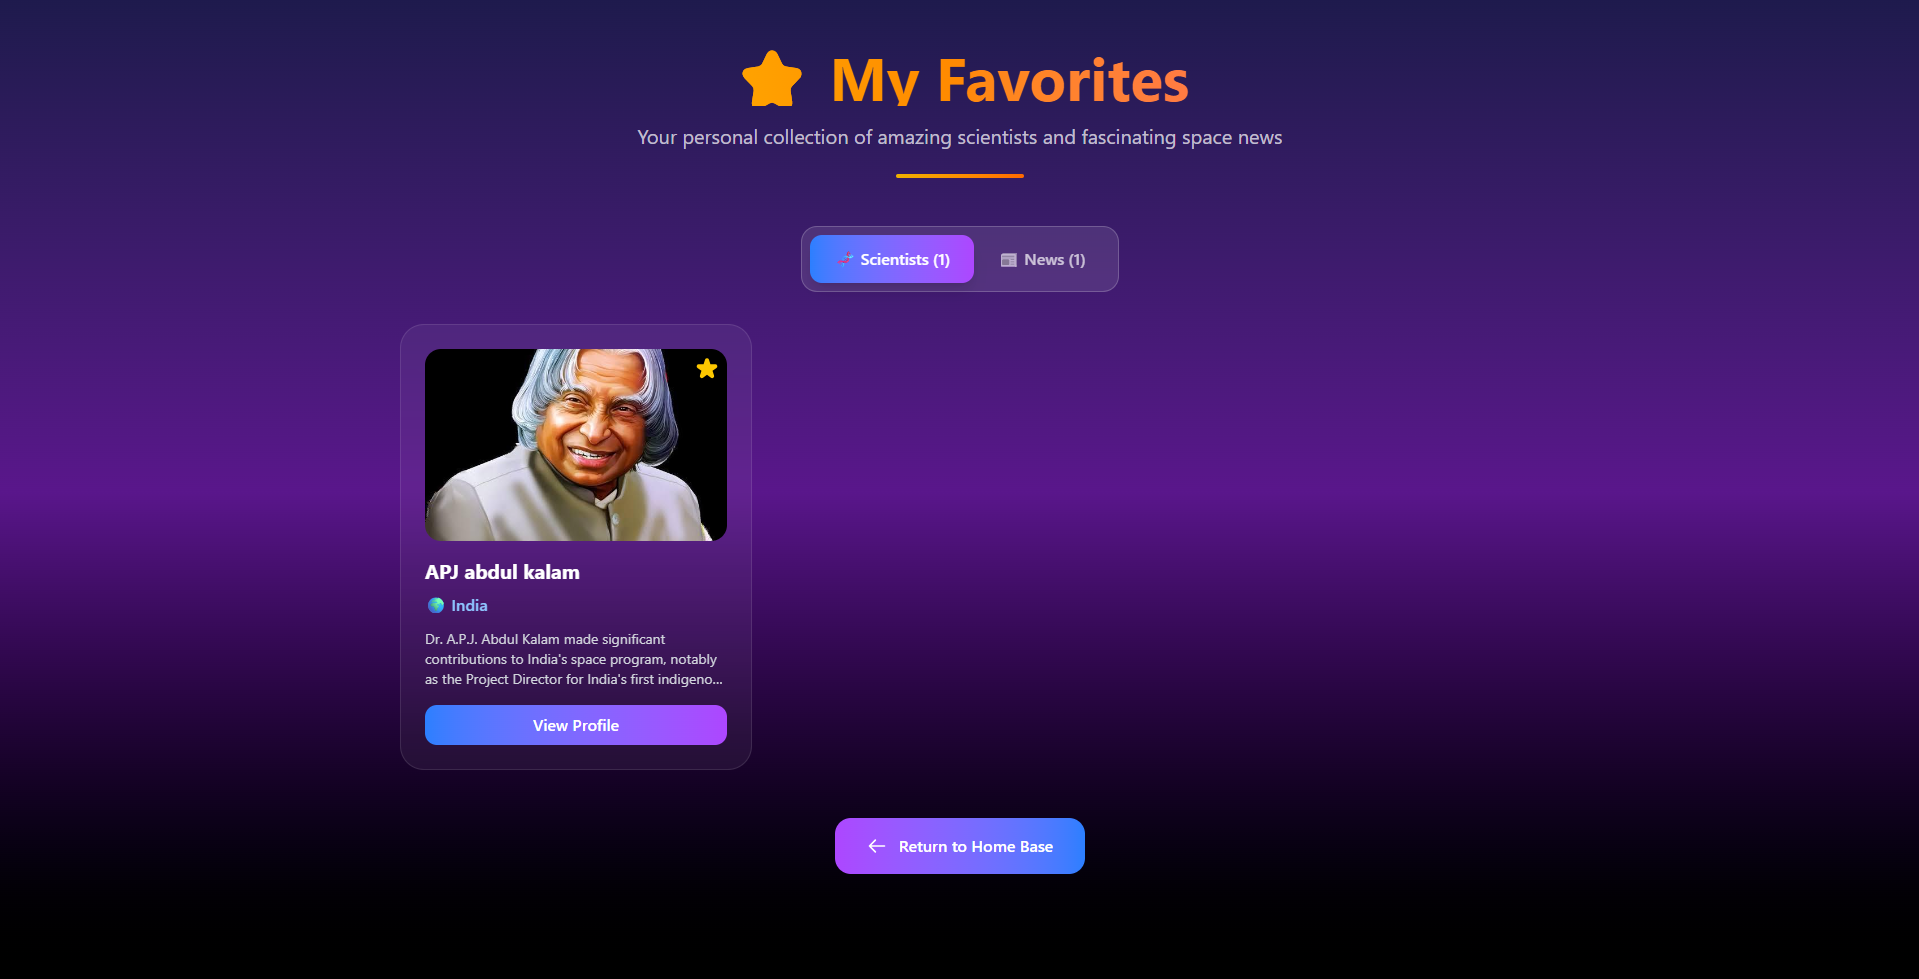 My Favorites
Your personal collection of amazing scientists and fascinating space news
Scientists (1)
News (1)
APJ abdul kalam
India
Dr. A.P.J. Abdul Kalam made significant
contributions to India's space program, notably
as the Project Director for India's first indigeno...
View Profile
Return to Home Base